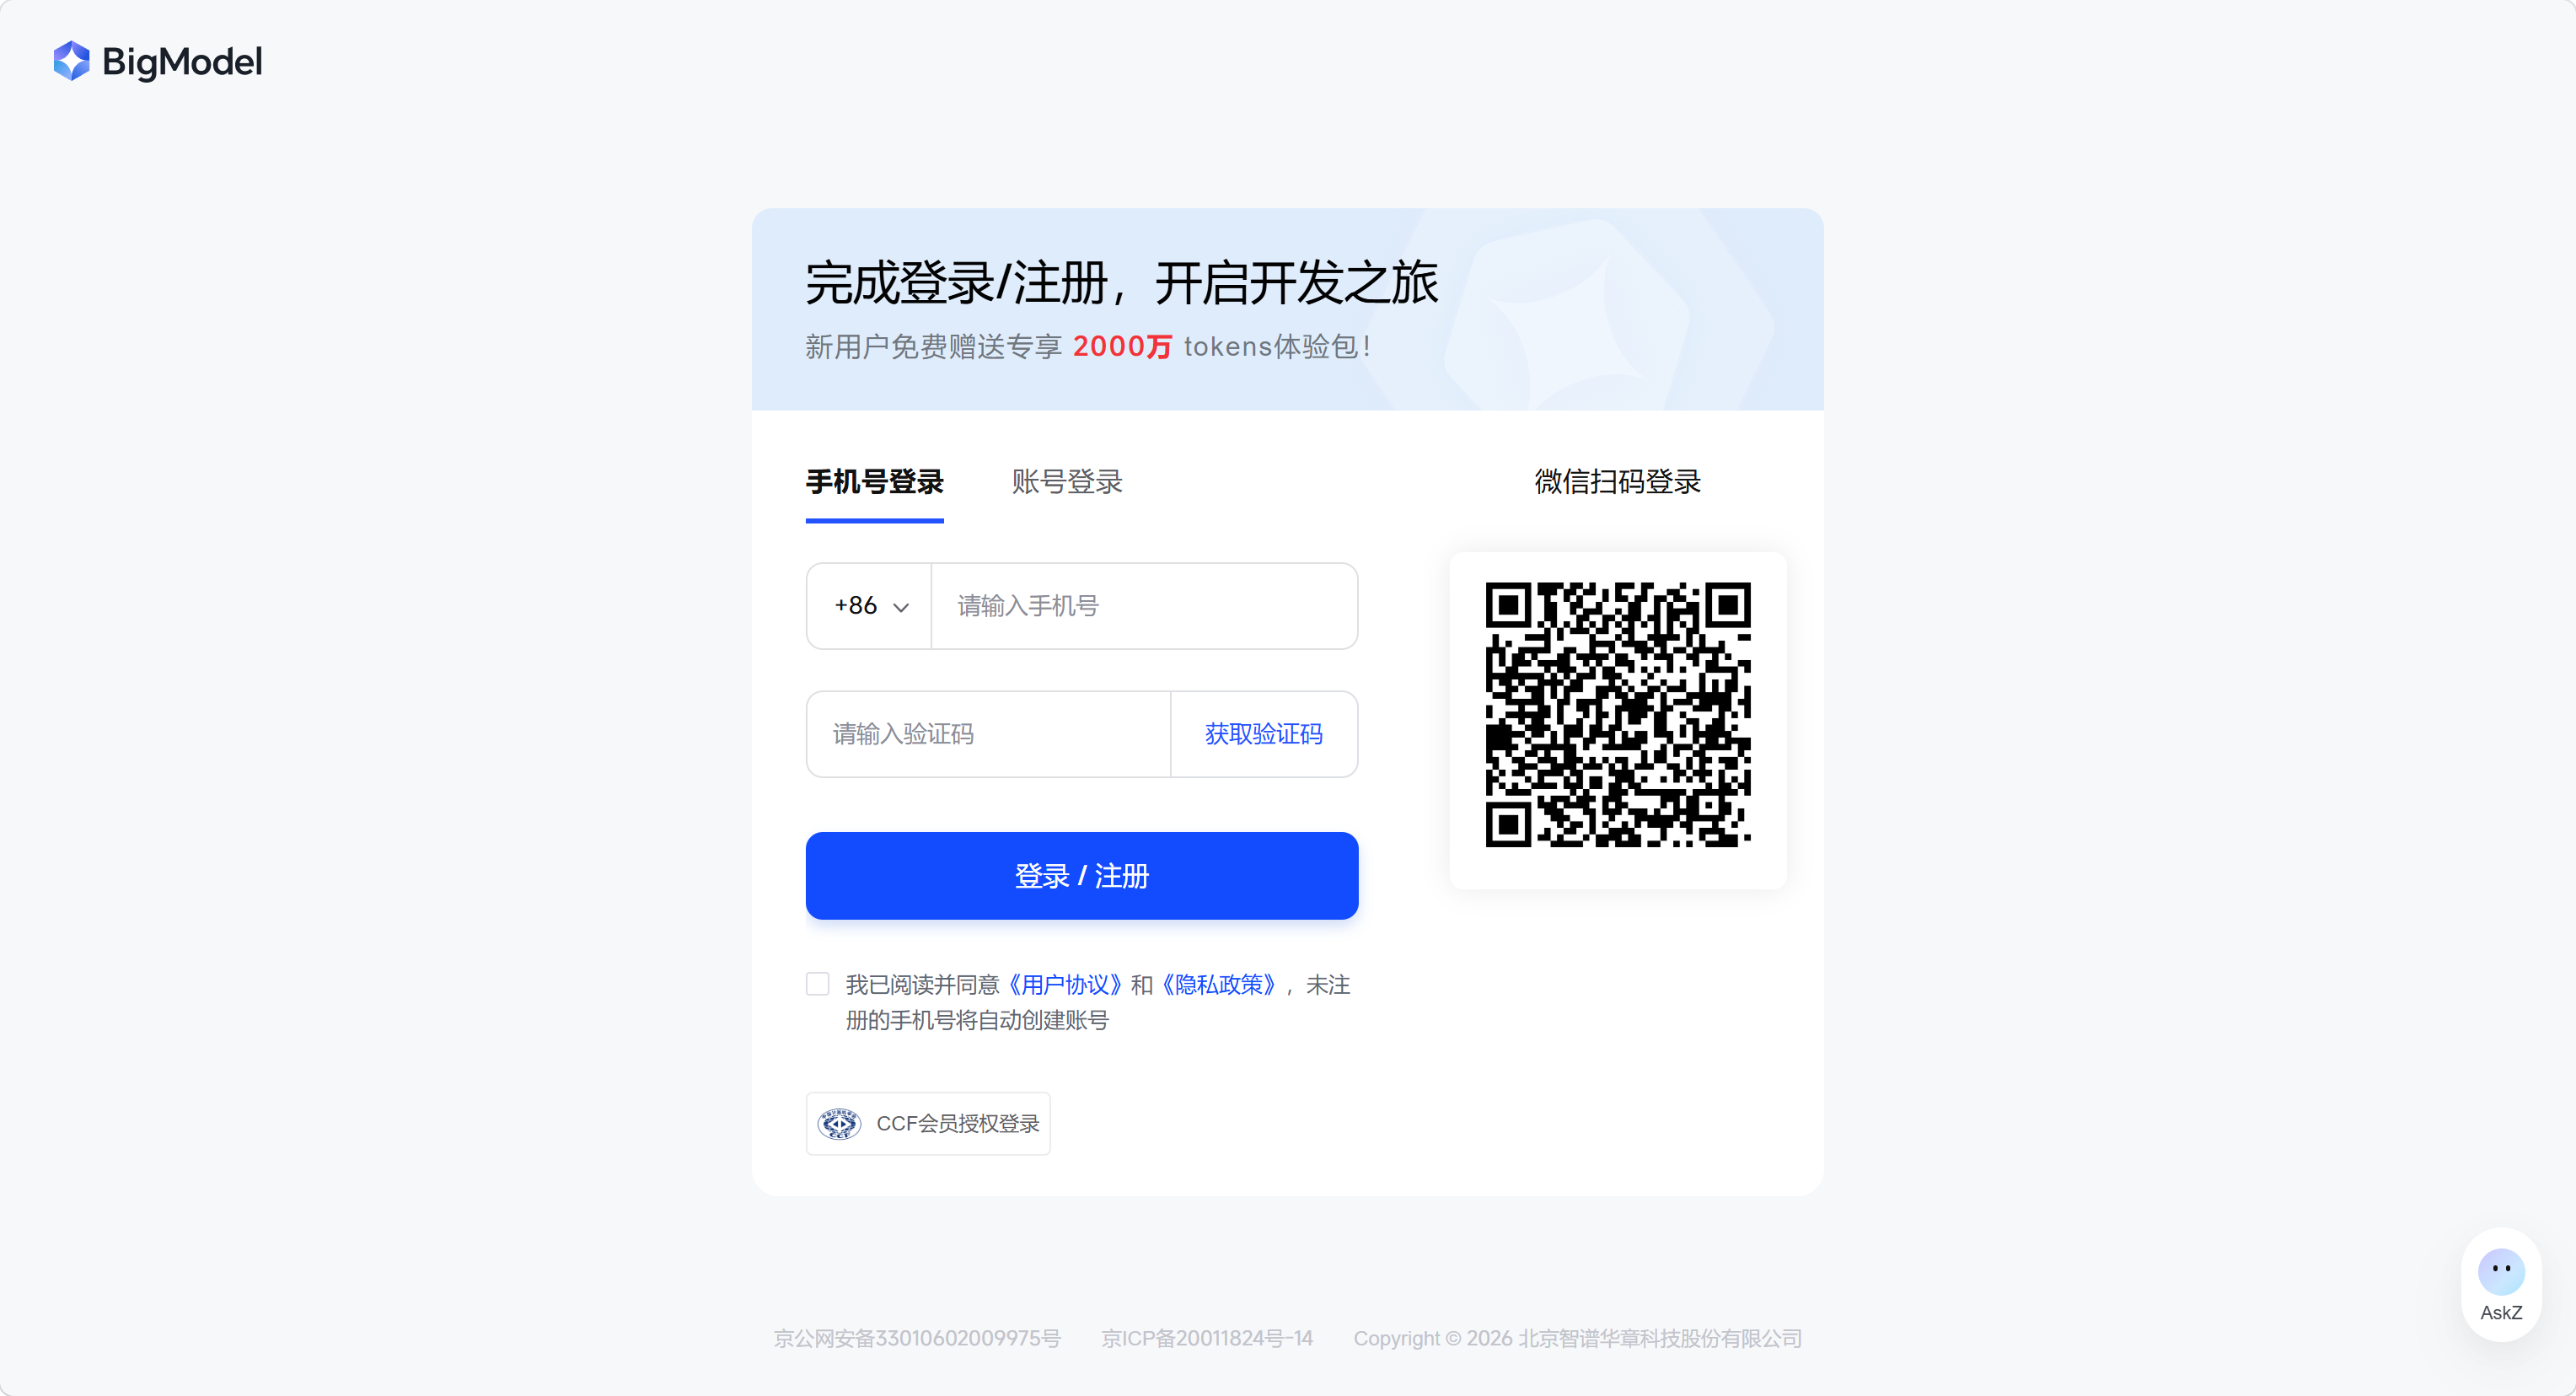 BigModel
完成登录/注册，开启开发之旅
新用户免费赠送专享 2000万 tokens体验包！
手机号登录
账号登录
微信扫码登录
+86
请输入手机号
请输入验证码
获取验证码
登录 / 注册
我已阅读并同意《用户协议》和《隐私政策》，未注
册的手机号将自动创建账号
CCF
CCF会员授权登录
AskZ
京公网安备33010602009975号
京ICP备20011824号-14
Copyright © 2026 北京智谱华章科技股份有限公司